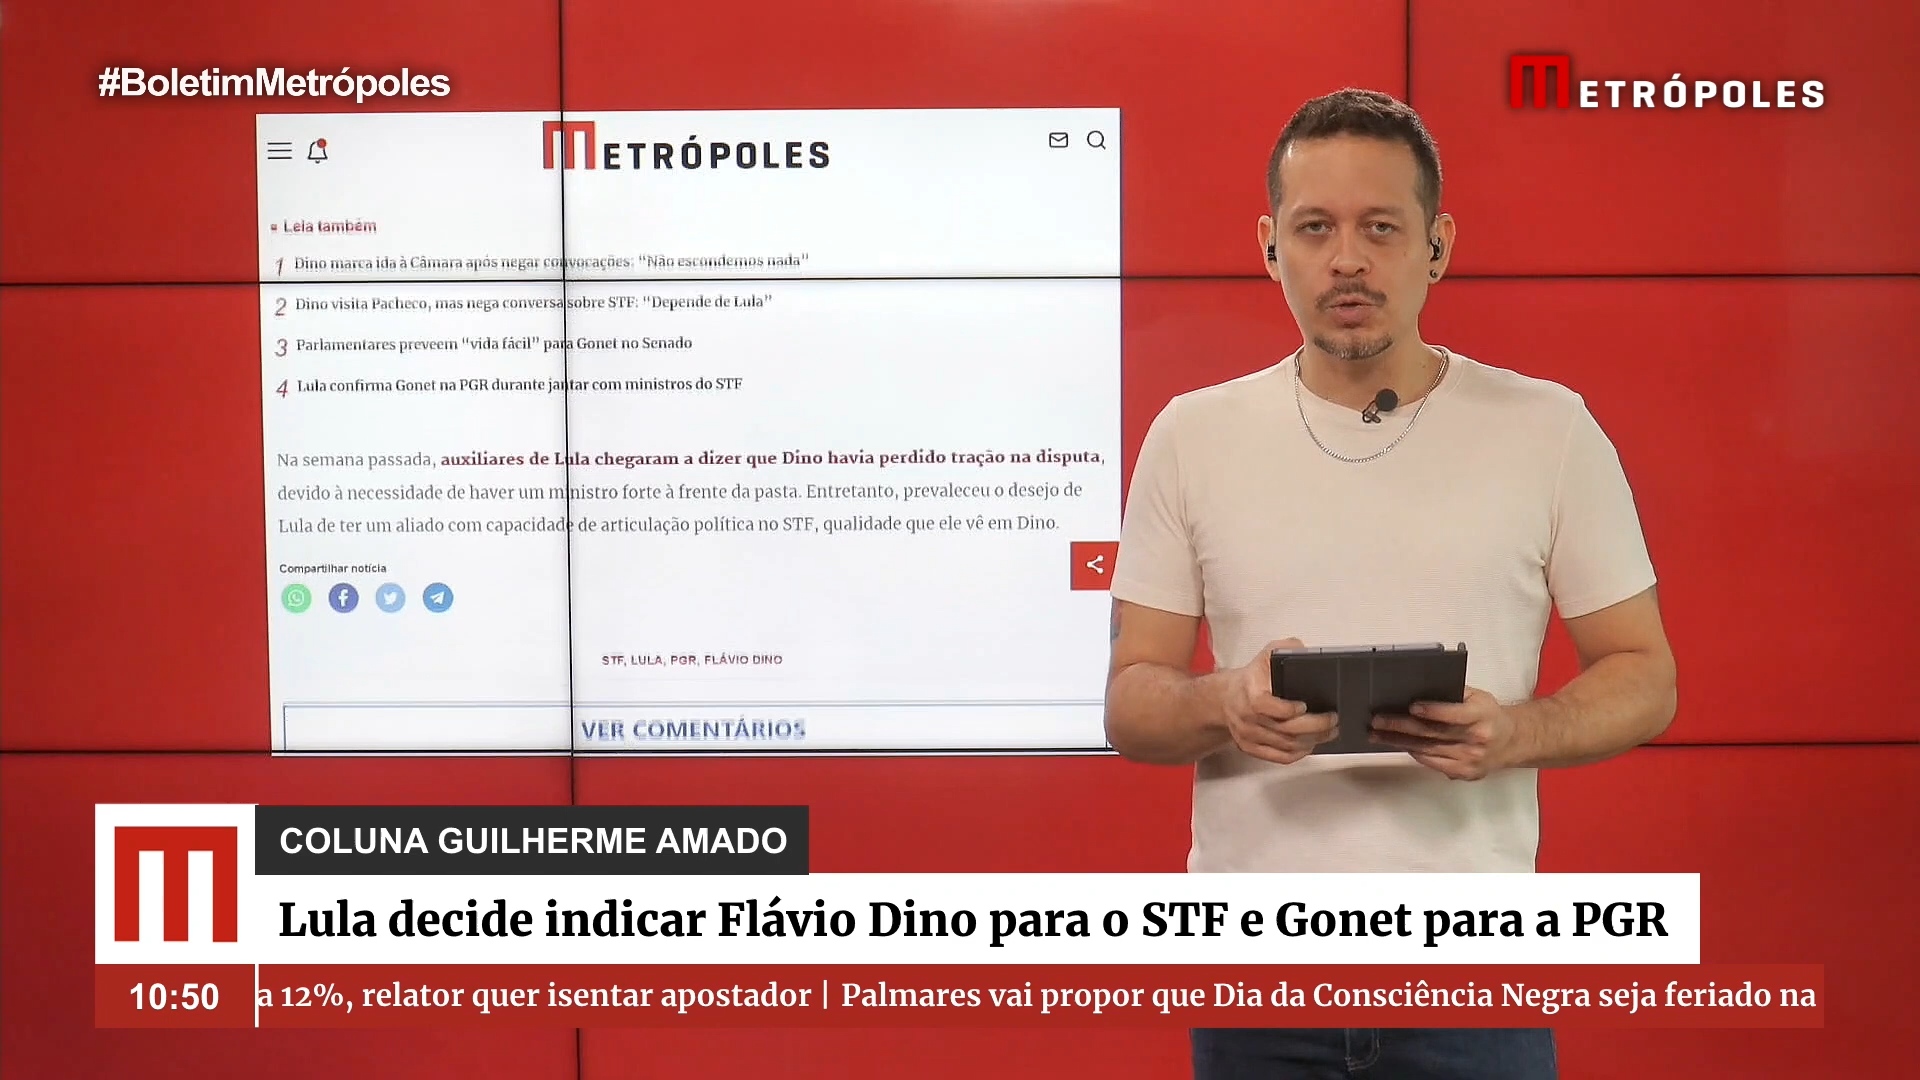 #BoletimMetrópoles
METRÓPOLES
METRÓPOLES
Leia também
1 Dino marca ida à Câmara após negar convocações: “Não escondemos nada”
2 Dino visita Pacheco, mas nega conversa sobre STF: “Depende de Lula”
3 Parlamentares preveem “vida fácil” para Gonet no Senado
4 Lula confirma Gonet na PGR durante jantar com ministros do STF
Na semana passada, auxiliares de Lula chegaram a dizer que Dino havia perdido tração na disputa,
devido à necessidade de haver um ministro forte à frente da pasta. Entretanto, prevaleceu o desejo de
Lula de ter um aliado com capacidade de articulação política no STF, qualidade que ele vê em Dino.
Compartilhar notícia
STF, LULA, PGR, FLÁVIO DINO
VER COMENTÁRIOS
M
COLUNA GUILHERME AMADO
Lula decide indicar Flávio Dino para o STF e Gonet para a PGR
10:50
a 12%, relator quer isentar apostador | Palmares vai propor que Dia da Consciência Negra seja feriado na